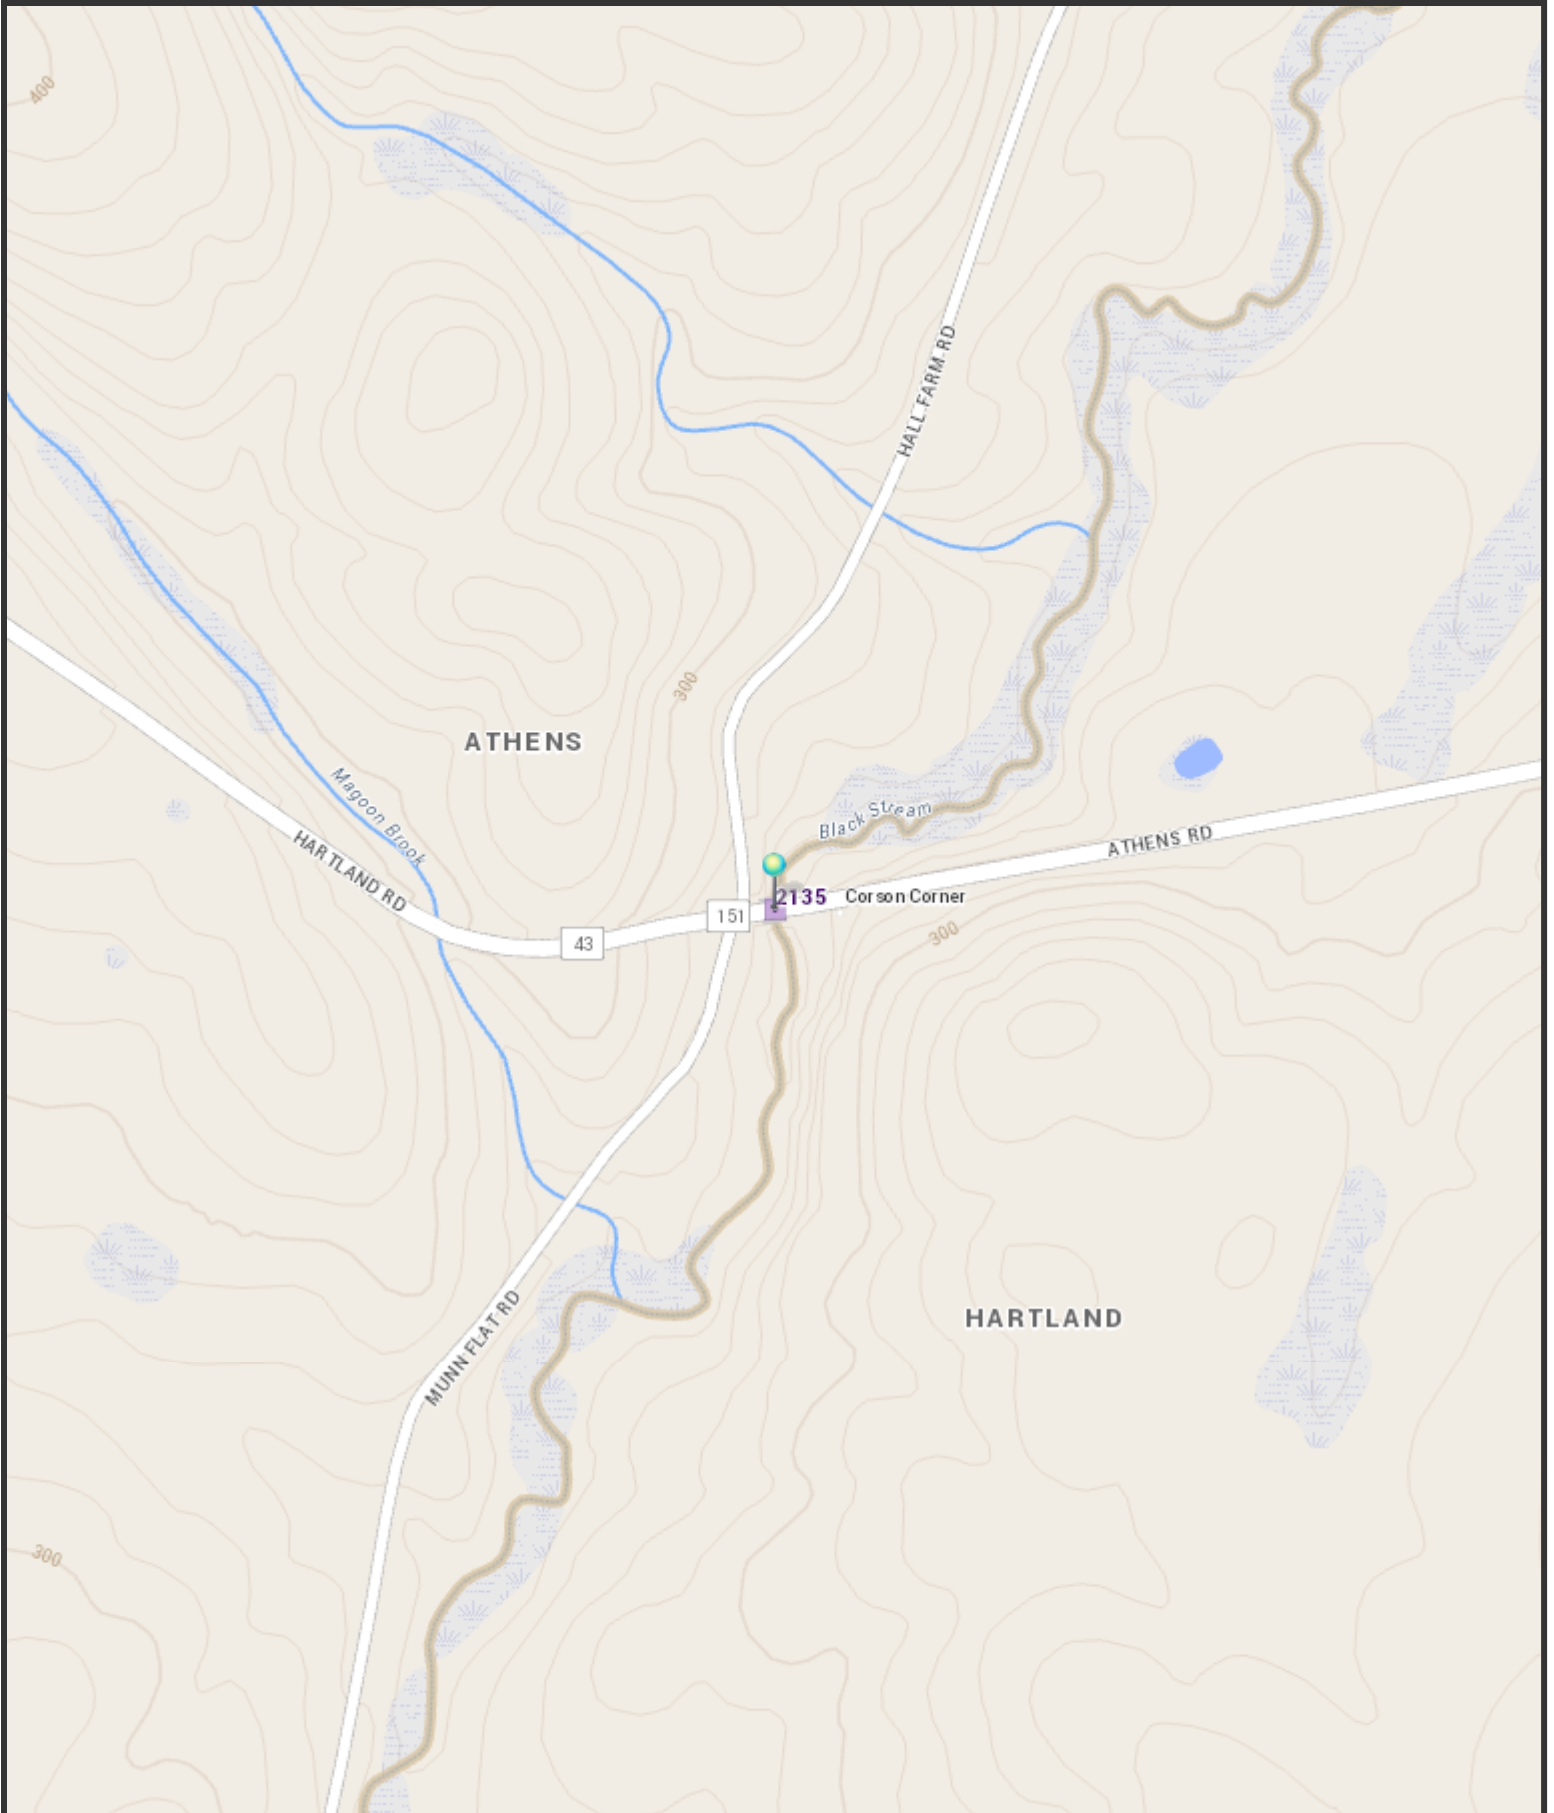 400
HALL FARM RD
300
ATHENS
Magoon Brook
Black Stream
HARTLAND RD
ATHENS RD
2135
Corson Corner
151
43
300
MUNN FLAT RD
HARTLAND
300